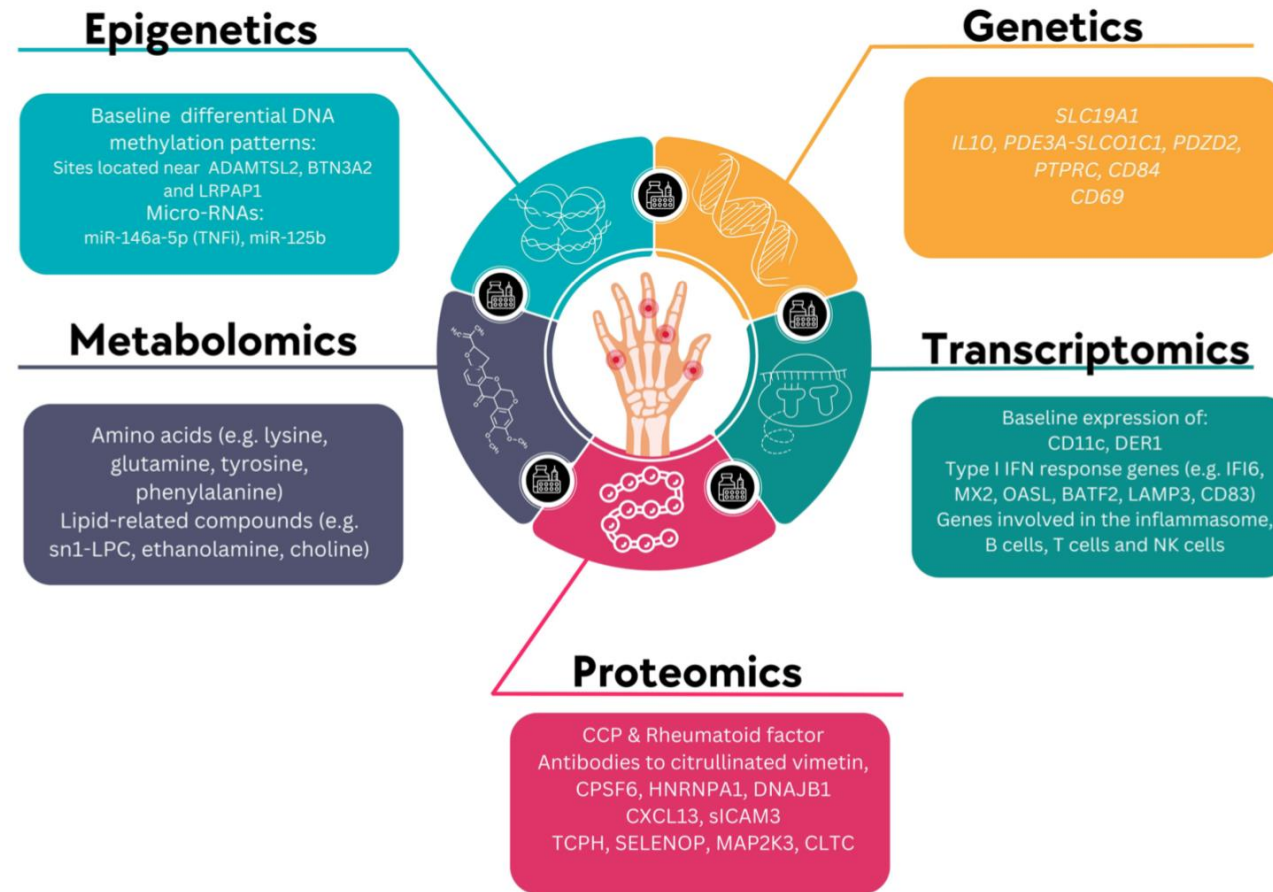 Epigenetics
Baseline differential DNA
methylation patterns:
Sites located near ADAMTSL2, BTN3A2
and LRPAP1
Micro-RNAs:
miR-146a-5p (TNFi), miR-125b
Genetics
SLC19A1
IL10, PDE3A-SLCO1C1, PDZD2,
PTPRC, CD84
CD69
Metabolomics
Amino acids (e.g. lysine,
glutamine, tyrosine,
phenylalanine)
Lipid-related compounds (e.g.
sn1-LPC, ethanolamine, choline)
H₃C
CH₃
O
O
O
O
O
O
CH₃
CH₃
Transcriptomics
Baseline expression of:
CD11c, DER1
Type I IFN response genes (e.g. IFI6,
MX2, OASL, BATF2, LAMP3, CD83)
Genes involved in the inflammasome,
B cells, T cells and NK cells
Proteomics
CCP & Rheumatoid factor
Antibodies to citrullinated vimetin,
CPSF6, HNRNPA1, DNAJB1
CXCL13, sICAM3
TCPH, SELENOP, MAP2K3, CLTC